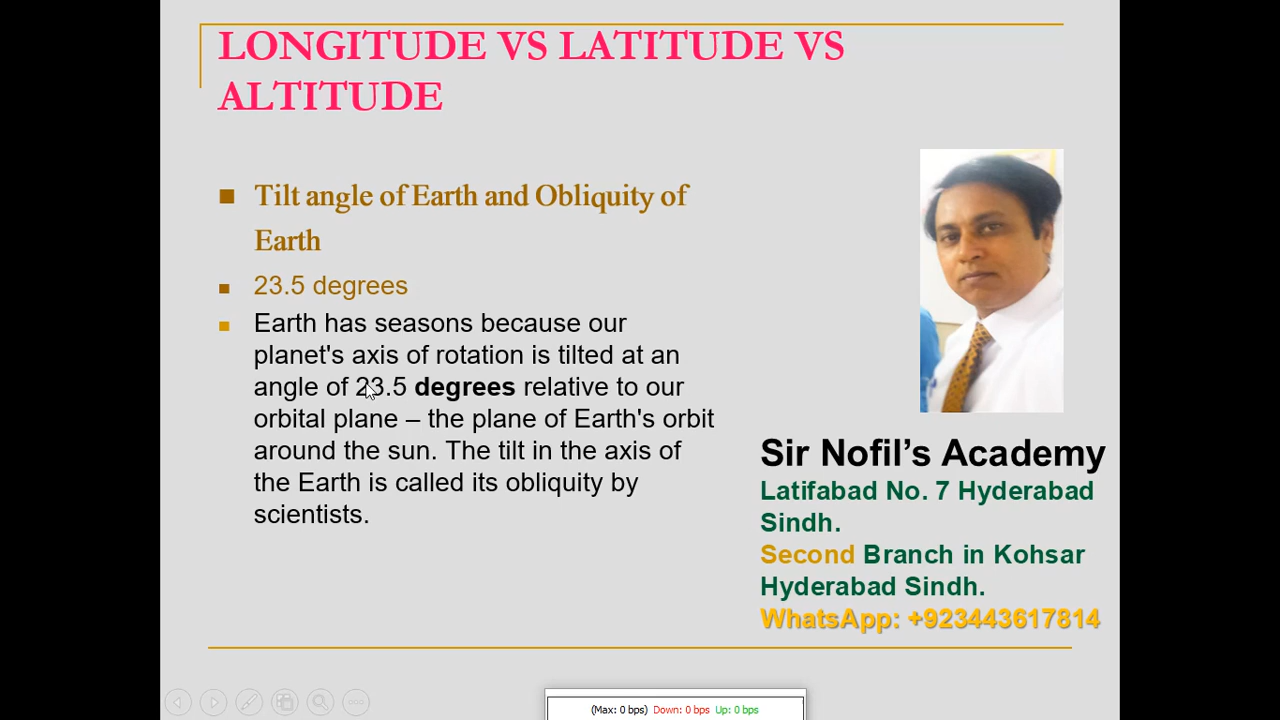 LONGITUDE VS LATITUDE VS
ALTITUDE
Tilt angle of Earth and Obliquity of
Earth
23.5 degrees
Earth has seasons because our
planet's axis of rotation is tilted at an
angle of 23.5 degrees relative to our
orbital plane – the plane of Earth's orbit
around the sun. The tilt in the axis of
the Earth is called its obliquity by
scientists.
Sir Nofil’s Academy
Latifabad No. 7 Hyderabad
Sindh.
Second Branch in Kohsar
Hyderabad Sindh.
WhatsApp: +923443617814
(Max: 0 bps) Down: 0 bps Up: 0 bps